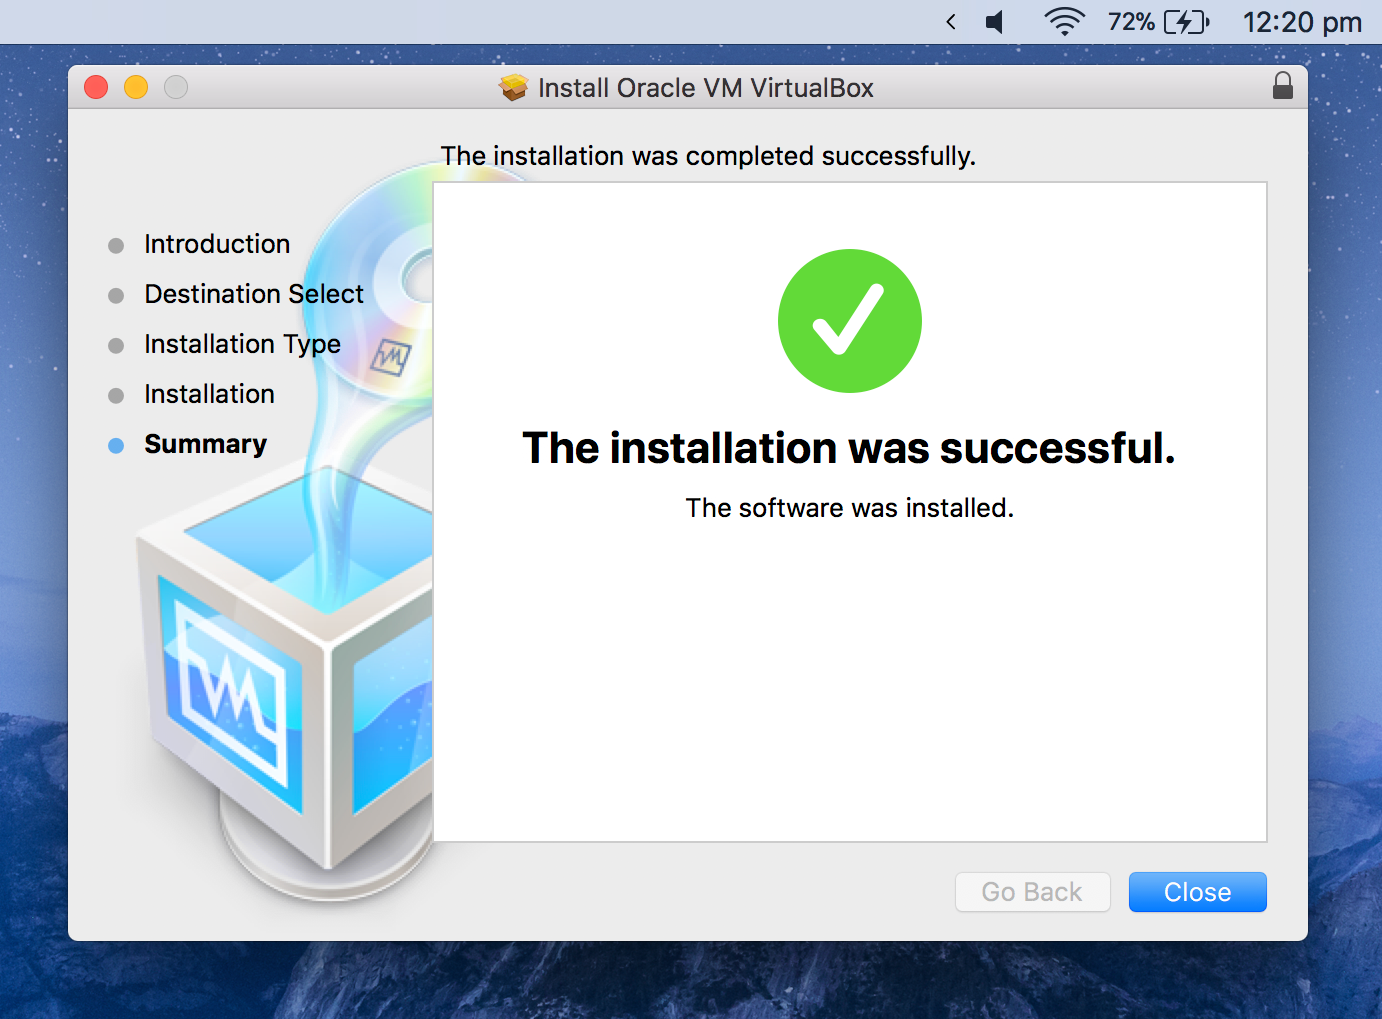 72%
12:20 pm
Install Oracle VM VirtualBox
The installation was completed successfully.
Introduction
Destination Select
Installation Type
Installation
Summary
The installation was successful.
The software was installed.
Go Back
Close